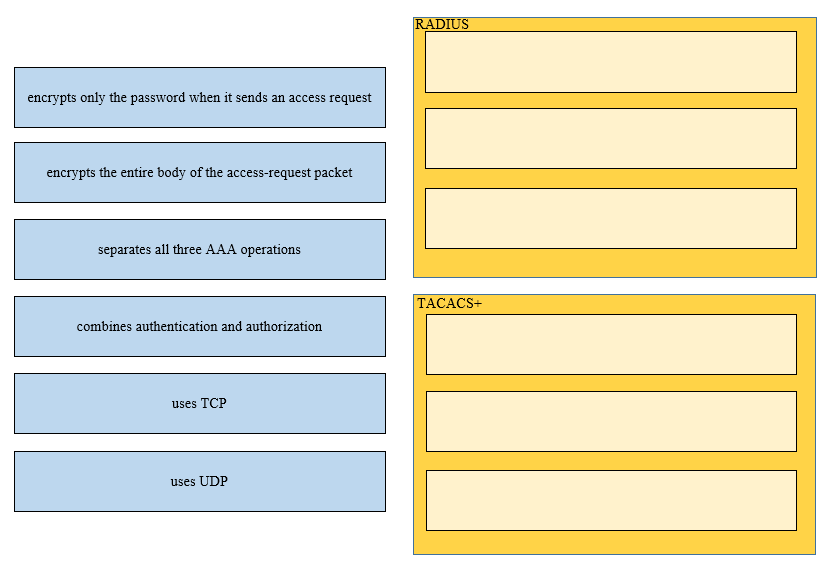 encrypts only the password when it sends an access request
encrypts the entire body of the access-request packet
separates all three AAA operations
combines authentication and authorization
uses TCP
uses UDP
RADIUS
TACACS+